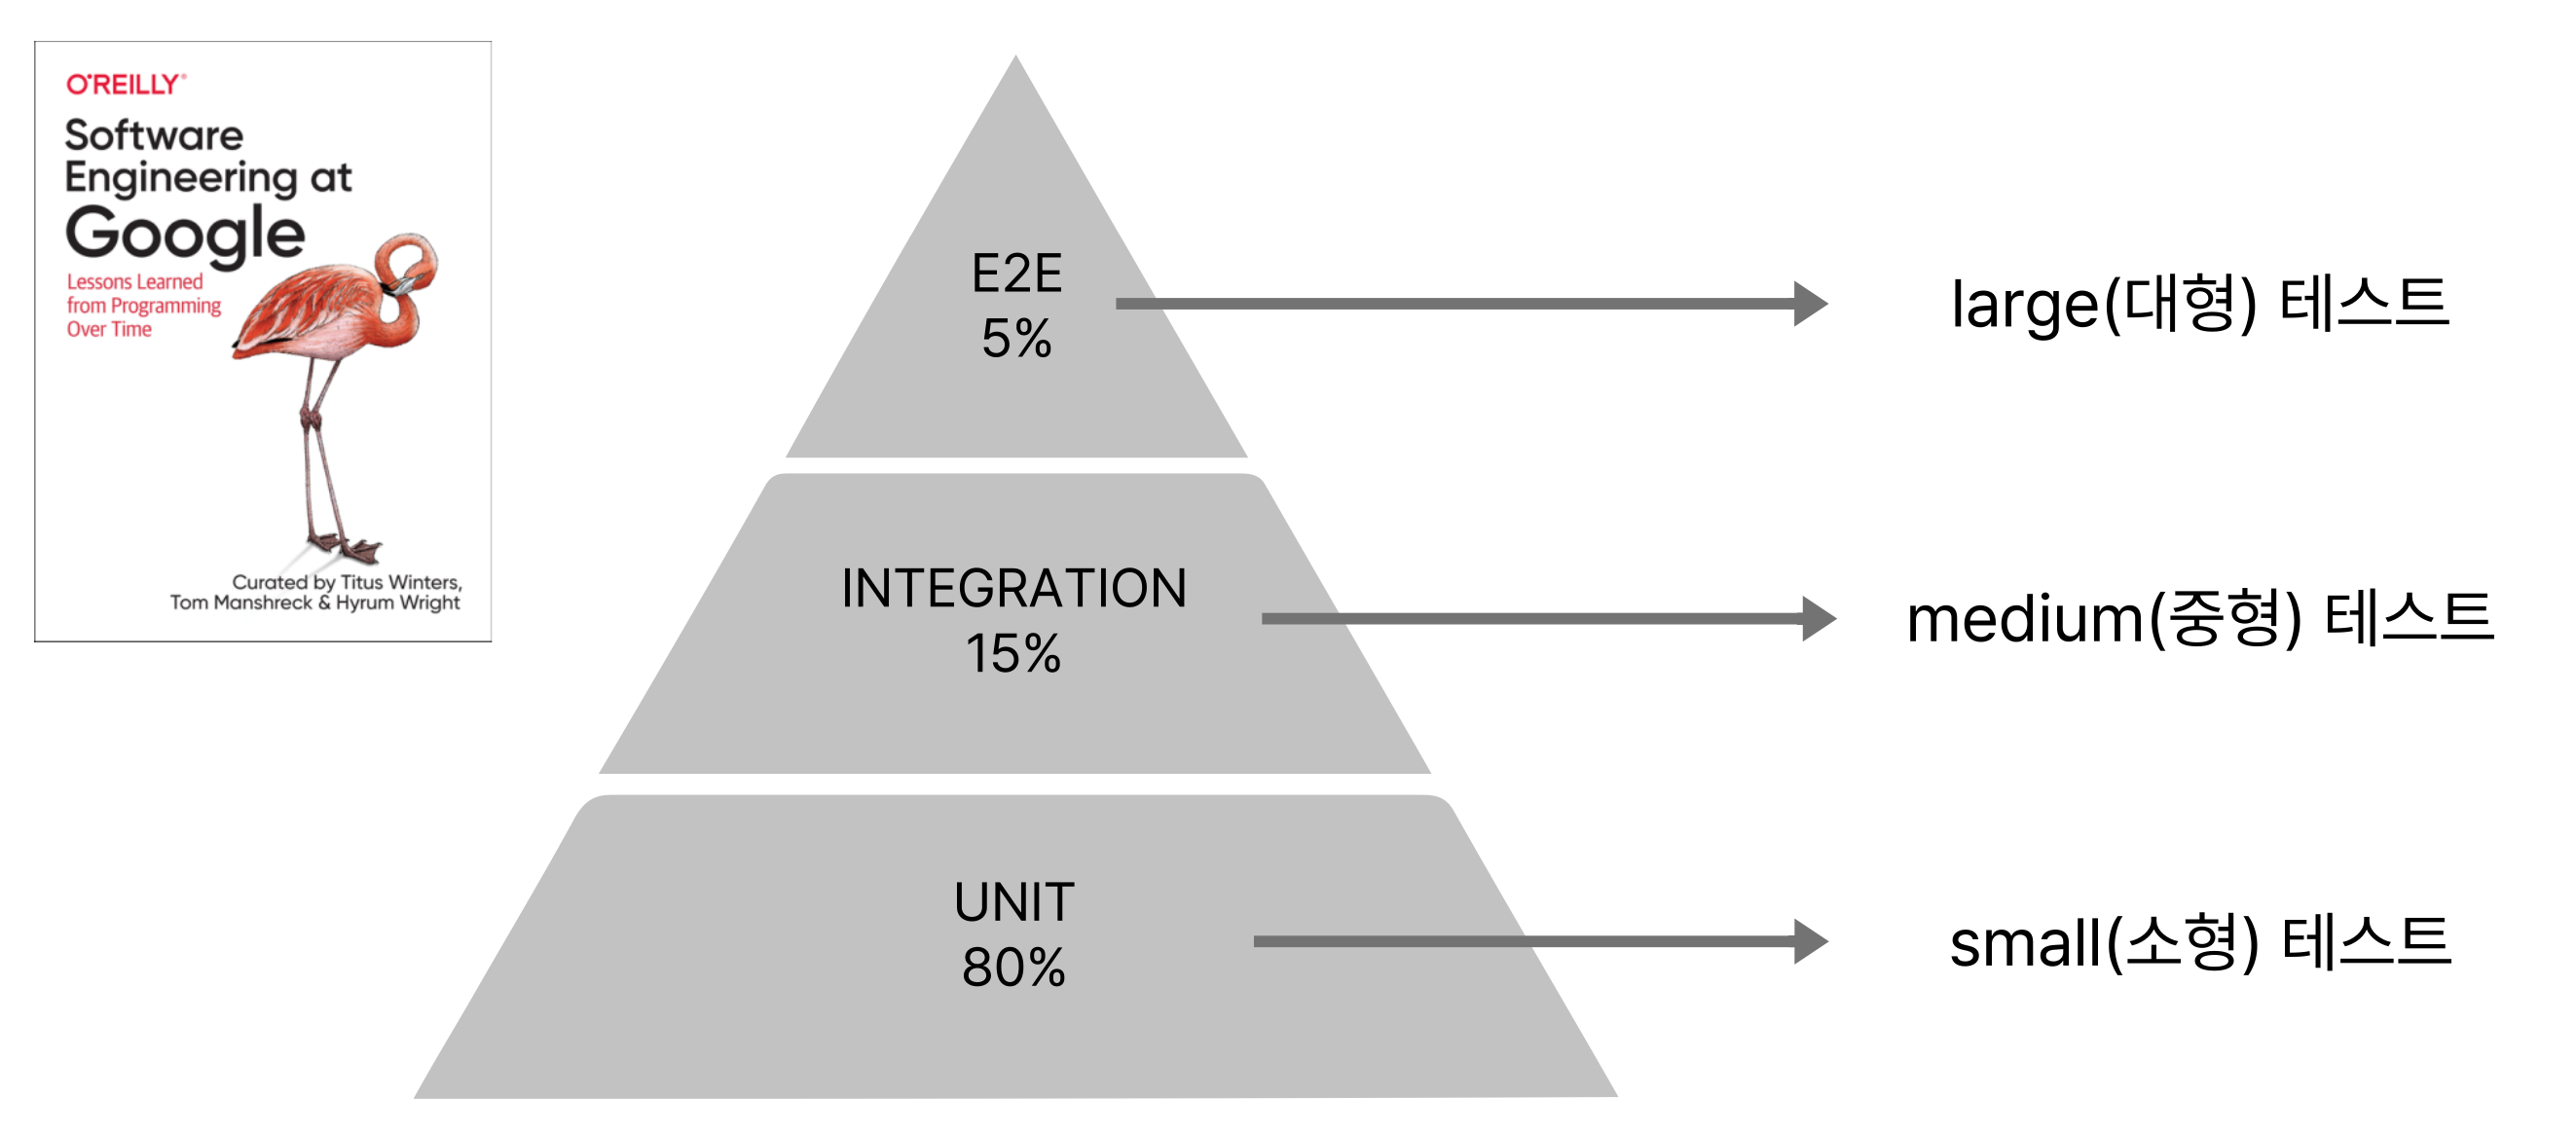 O'REILLY®
Software
Engineering at
Google
Lessons Learned
from Programming
Over Time
Curated by Titus Winters,
Tom Manshreck & Hyrum Wright
E2E
5%
large(대형) 테스트
INTEGRATION
15%
medium(중형) 테스트
UNIT
80%
small(소형) 테스트